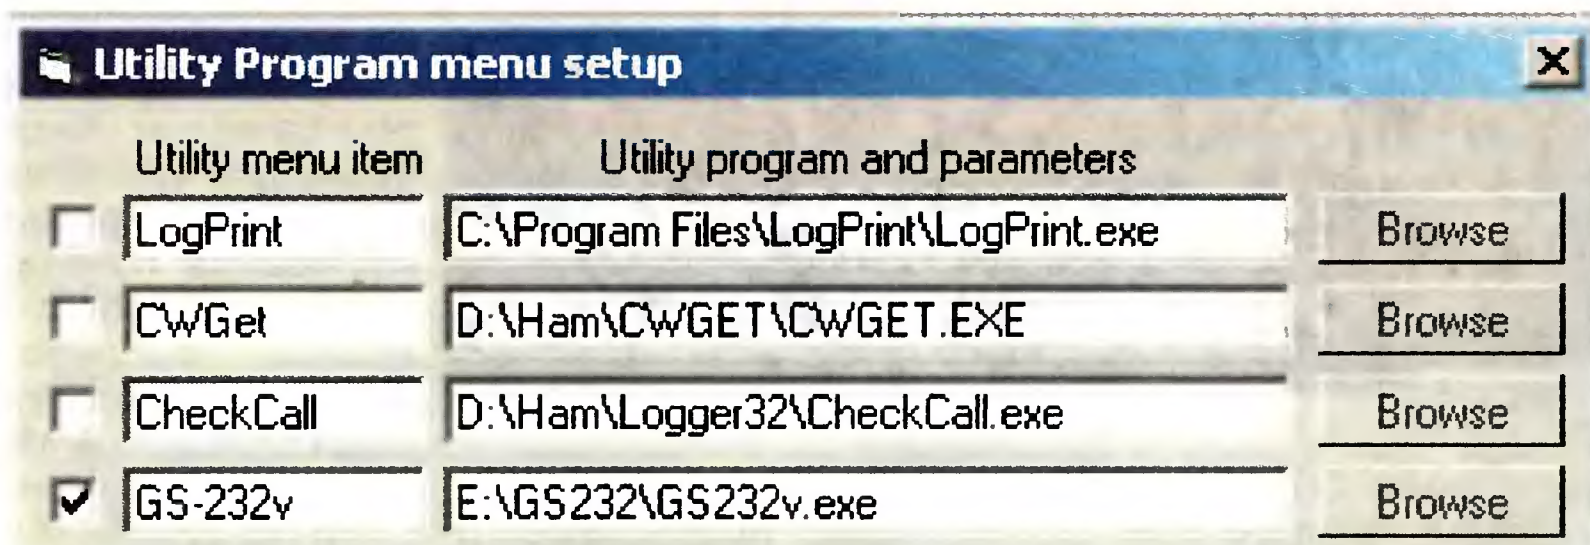 Utility Program menu setup
Utility menu item Utility program and parameters
LogPrint C:\Program Files\LogPrint\LogPrint.exe Browse
CWGet D:\Ham\CWGET\CWGET.EXE Browse
CheckCall D:\Ham\Logger32\CheckCall.exe Browse
GS-232v E:\GS232\GS232v.exe Browse